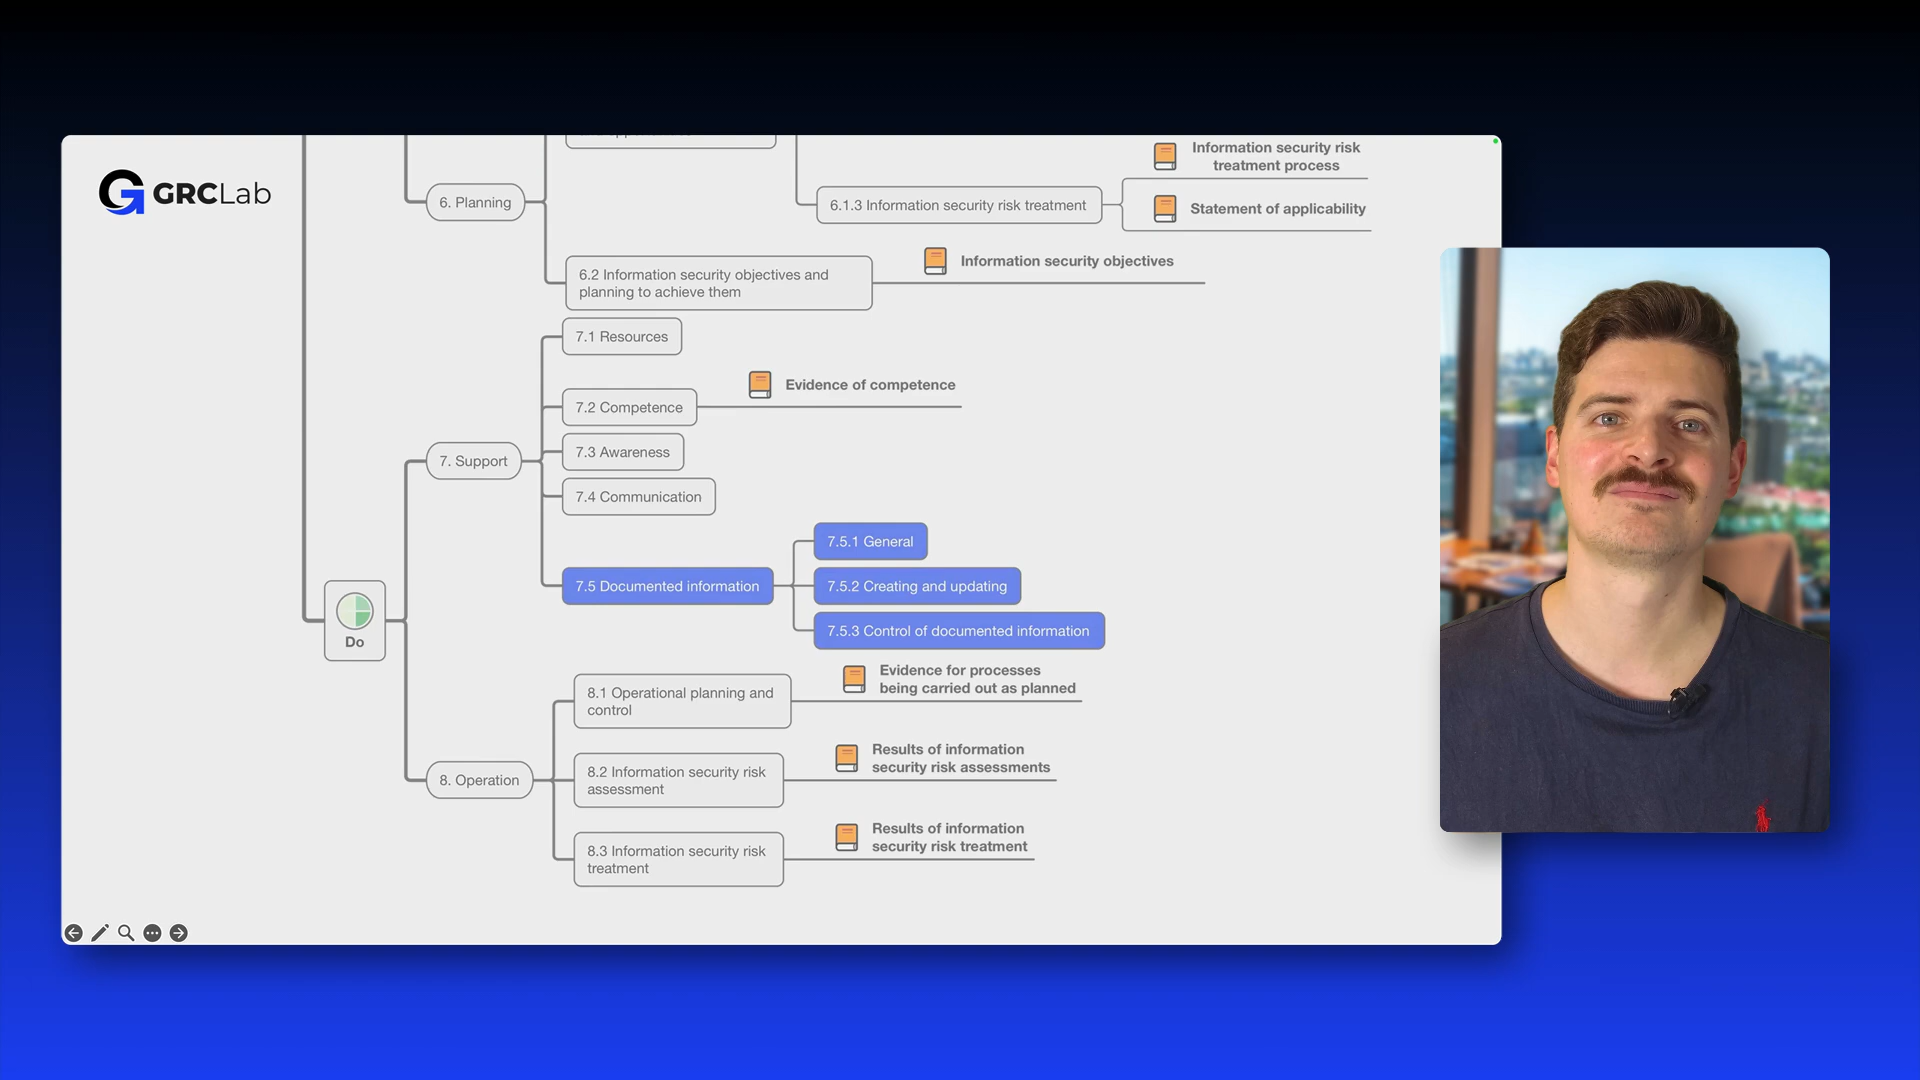 GRCLab
Information security risk
treatment process
6. Planning
6.1.3 Information security risk treatment
Statement of applicability
6.2 Information security objectives and
planning to achieve them
Information security objectives
7.1 Resources
Evidence of competence
7.2 Competence
7.3 Awareness
7. Support
7.4 Communication
7.5.1 General
7.5 Documented information
7.5.2 Creating and updating
7.5.3 Control of documented information
Do
8.1 Operational planning and
control
Evidence for processes
being carried out as planned
8. Operation
8.2 Information security risk
assessment
Results of information
security risk assessments
8.3 Information security risk
treatment
Results of information
security risk treatment